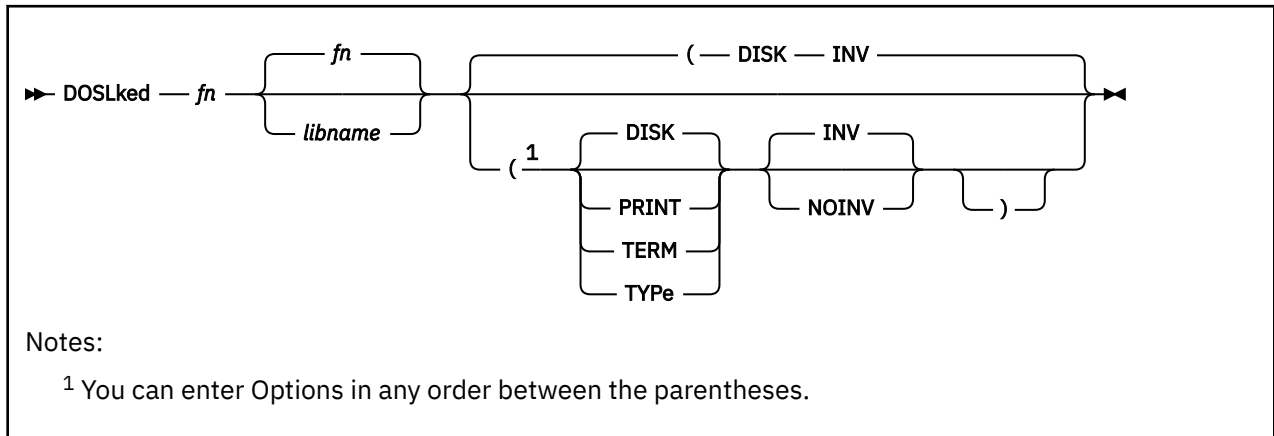 fn ( DISK INV
DOSLked fn
libname DISK INV
( 1
PRINT NOINV )
TERM
TYPe
Notes:
1 You can enter Options in any order between the parentheses.